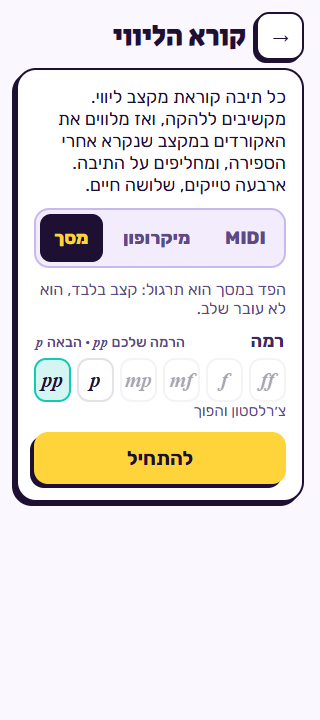 קורא הליווי
→
כל תיבה קוראת מקצב ליווי.
מקשיבים ללהקה, ואז מלווים את
האקורדים במקצב שנקרא אחרי
הספירה, ומחליפים על התיבה.
ארבעה טייקים, שלושה חיים.
MIDI מיקרופון מסך
הפד במסך הוא תרגול: קצב בלבד, הוא
לא עובר שלב.
רמה הרמה שלכם pp • הבאה p
ff f mf mp p pp
צ׳רלסטון והפוך
להתחיל